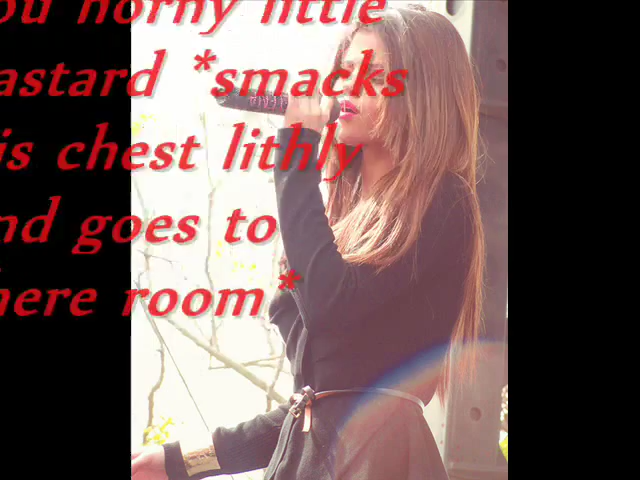 ou horny little
astard *smacks
is chest lithly
nd goes to
here room*